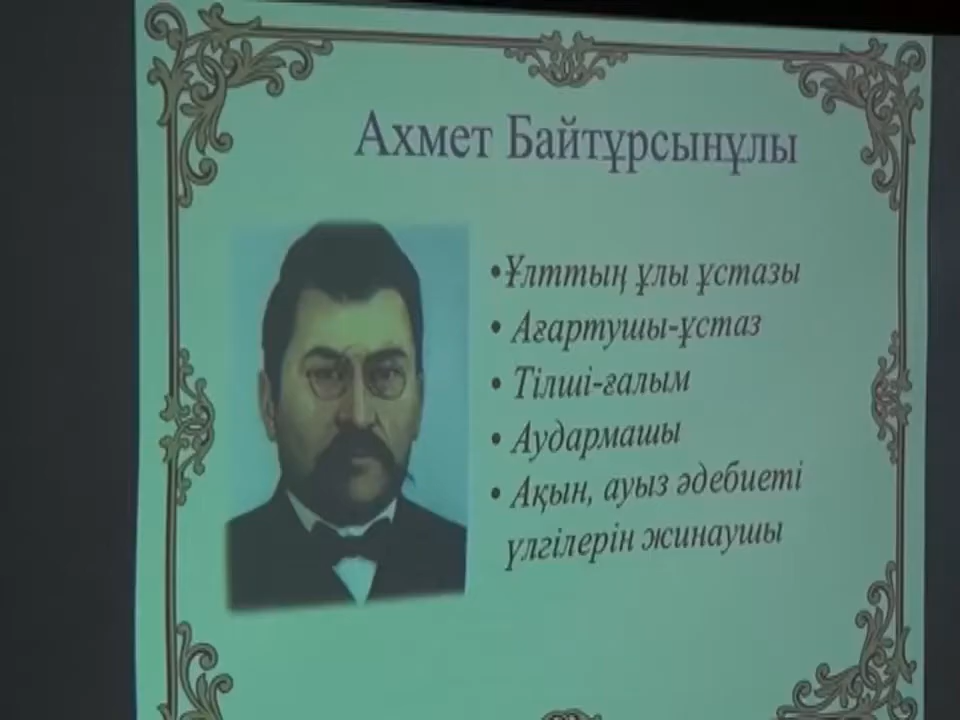 Ахмет Байтұрсынұлы
•Ұлттың ұлы ұстазы
• Ағартушы-ұстаз
• Тілші-ғалым
• Аудармашы
• Ақын, ауыз әдебиеті
үлгілерін жинаушы